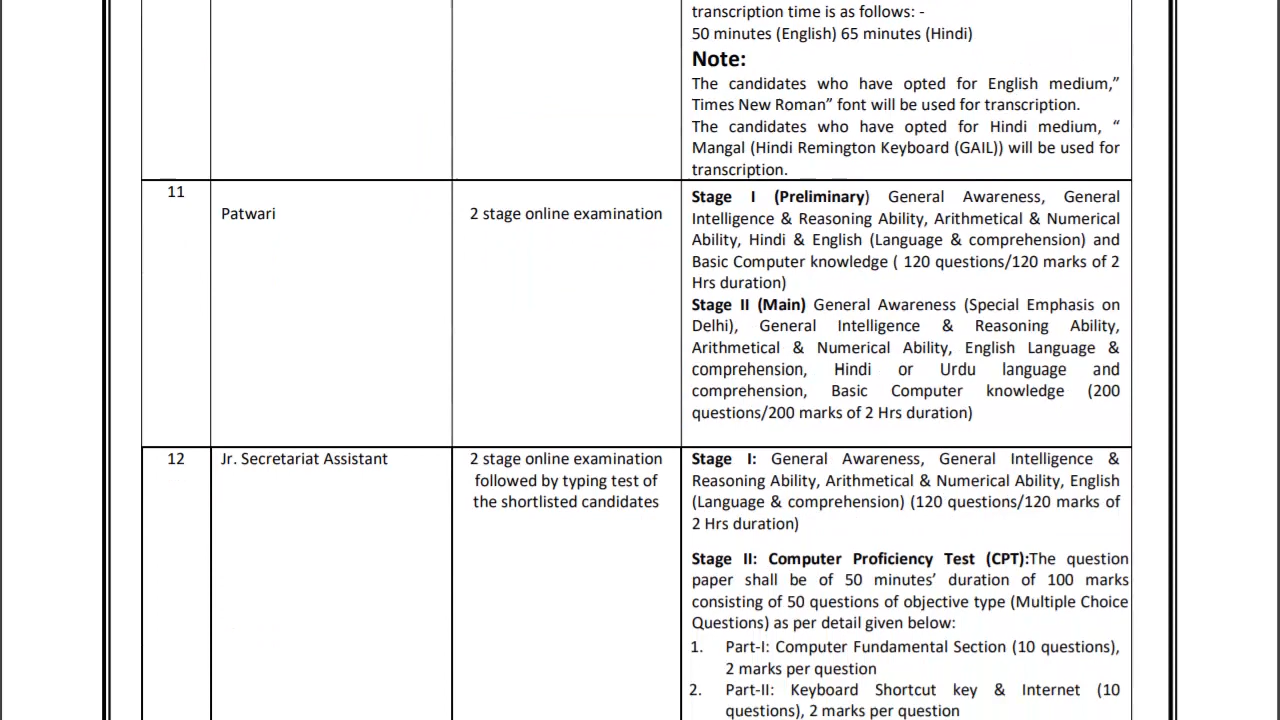 transcription time is as follows: -
50 minutes (English) 65 minutes (Hindi)
Note:
The candidates who have opted for English medium,”
Times New Roman” font will be used for transcription.
The candidates who have opted for Hindi medium, “
Mangal (Hindi Remington Keyboard (GAIL)) will be used for
transcription.
11
Patwari
2 stage online examination
Stage I (Preliminary) General Awareness, General
Intelligence & Reasoning Ability, Arithmetical & Numerical
Ability, Hindi & English (Language & comprehension) and
Basic Computer knowledge ( 120 questions/120 marks of 2
Hrs duration)
Stage II (Main) General Awareness (Special Emphasis on
Delhi), General Intelligence & Reasoning Ability,
Arithmetical & Numerical Ability, English Language &
comprehension, Hindi or Urdu language and
comprehension, Basic Computer knowledge (200
questions/200 marks of 2 Hrs duration)
12
Jr. Secretariat Assistant
2 stage online examination
followed by typing test of
the shortlisted candidates
Stage I: General Awareness, General Intelligence &
Reasoning Ability, Arithmetical & Numerical Ability, English
(Language & comprehension) (120 questions/120 marks of
2 Hrs duration)
Stage II: Computer Proficiency Test (CPT):The question
paper shall be of 50 minutes’ duration of 100 marks
consisting of 50 questions of objective type (Multiple Choice
Questions) as per detail given below:
1. Part-I: Computer Fundamental Section (10 questions),
2 marks per question
2. Part-II: Keyboard Shortcut key & Internet (10
questions), 2 marks per question